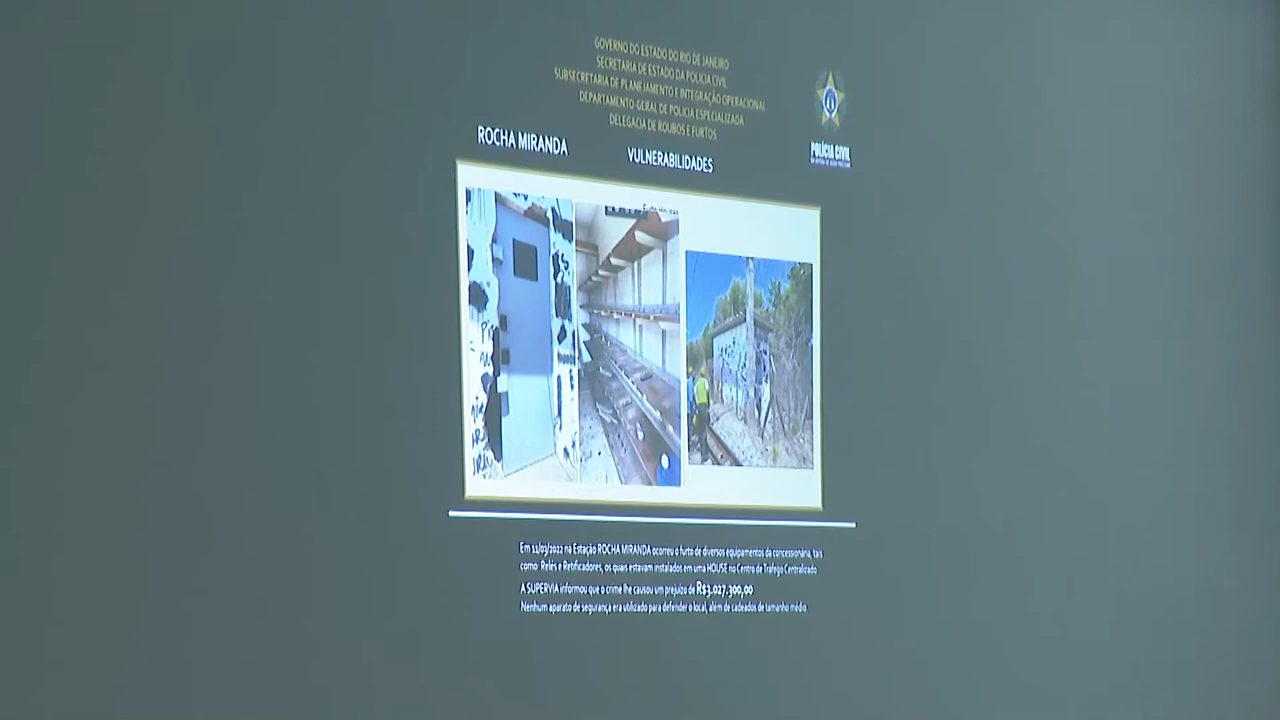 GOVERNO DO ESTADO DO RIO DE JANEIRO
SECRETARIA DE ESTADO DA POLICIA CIVIL
SUBSECRETARIA DE PLANEJAMENTO E INTEGRAÇÃO OPERACIONAL
DEPARTAMENTO-GERAL DE POLICIA ESPECIALIZADA
DELEGACIA DE ROUBOS E FURTOS
ROCHA MIRANDA
VULNERABILIDADES
POLÍCIA CIVIL
Em 11/03/2022 na Estação ROCHA MIRANDA ocorreu o furto de diversos equipamentos da concessionária, tais
como Relés e Retificadores, os quais estavam instalados em uma HOUSE no Centro de Tráfego Centralizado
A SUPERVIA informou que o crime lhe causou um prejuízo de R$3.027.300,00
Nenhum aparato de segurança era utilizado para defender o local, além de cadeados de tamanho médio